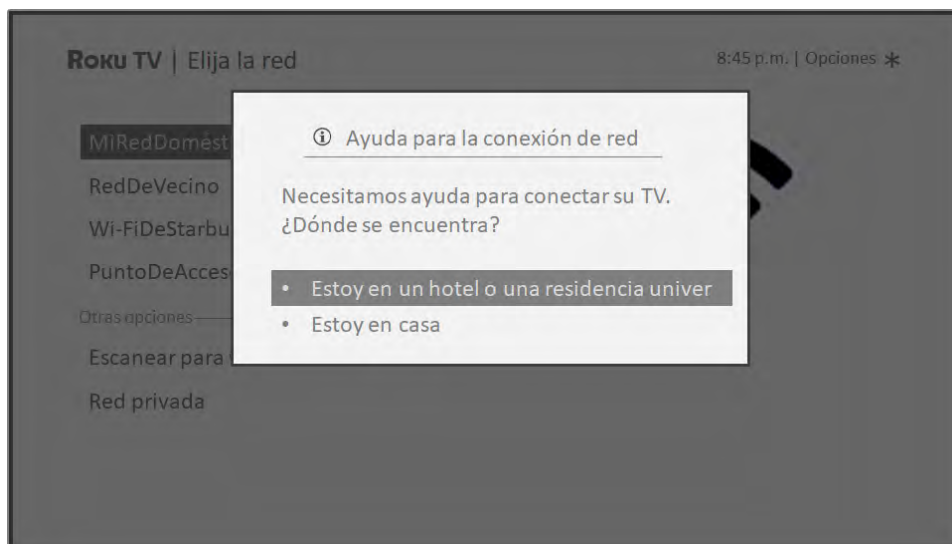 Roku TV | Elija la red
8:45 p.m. | Opciones
MiRedDomést
RedDeVecino
Wi-FiDeStarbu
PuntoDeAcces
Otras opciones
Escanear para
Red privada
Ayuda para la conexión de red
Necesitamos ayuda para conectar su TV.
¿Dónde se encuentra?
• Estoy en un hotel o una residencia univer
• Estoy en casa